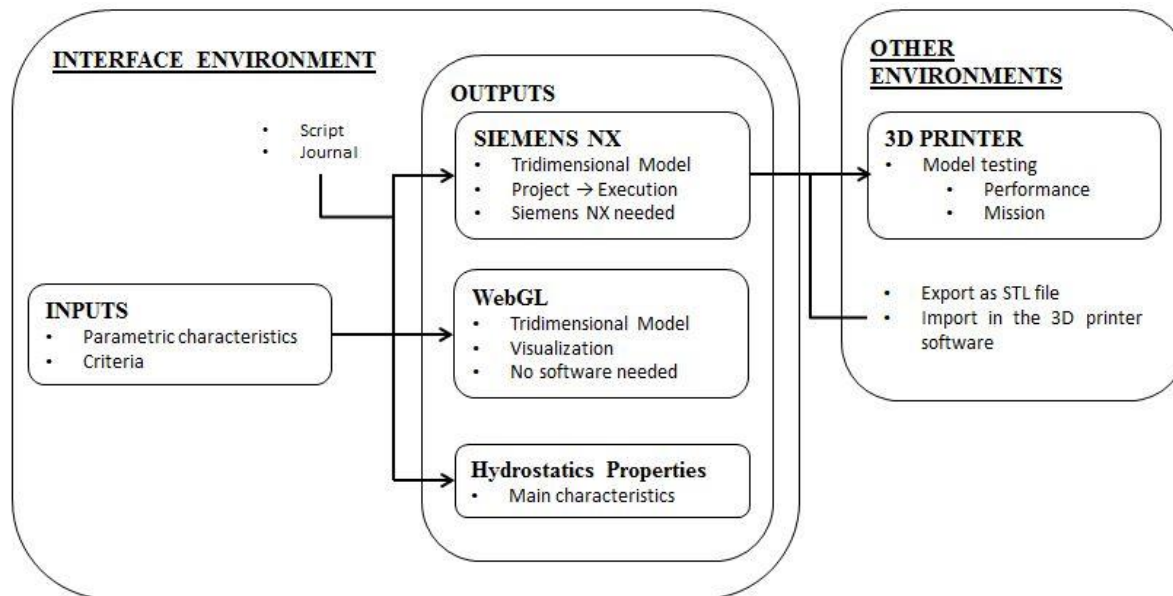 INTERFACE ENVIRONMENT
• Script
• Journal
INPUTS
• Parametric characteristics
• Criteria
OUTPUTS
SIEMENS NX
• Tridimensional Model
• Project → Execution
• Siemens NX needed
WebGL
• Tridimensional Model
• Visualization
• No software needed
Hydrostatics Properties
• Main characteristics
OTHER
ENVIRONMENTS
3D PRINTER
• Model testing
• Performance
• Mission
• Export as STL file
• Import in the 3D printer
software